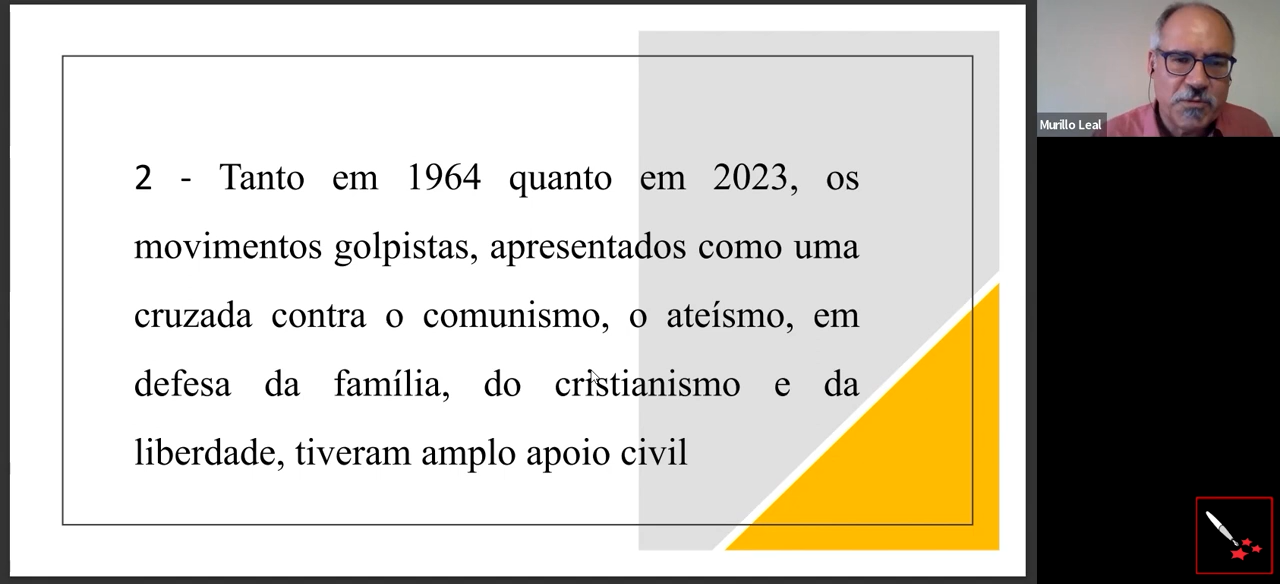 2 - Tanto em 1964 quanto em 2023, os
movimentos golpistas, apresentados como uma
cruzada contra o comunismo, o ateísmo, em
defesa da família, do cristianismo e da
liberdade, tiveram amplo apoio civil
Murillo Leal